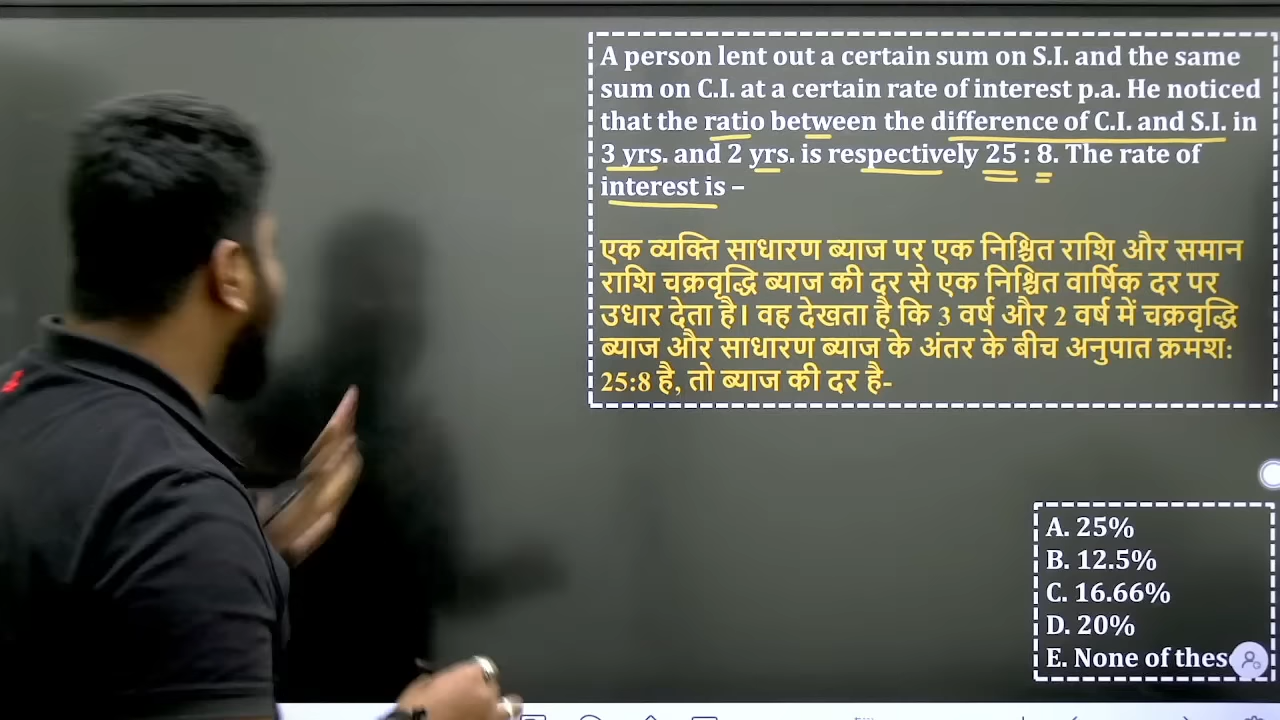 A person lent out a certain sum on S.I. and the same
sum on C.I. at a certain rate of interest p.a. He noticed
that the ratio between the difference of C.I. and S.I. in
3 yrs. and 2 yrs. is respectively 25 : 8. The rate of
interest is –
एक व्यक्ति साधारण ब्याज पर एक निश्चित राशि और समान
राशि चक्रवृद्धि ब्याज की दर से एक निश्चित वार्षिक दर पर
उधार देता है। वह देखता है कि 3 वर्ष और 2 वर्ष में चक्रवृद्धि
ब्याज और साधारण ब्याज के अंतर के बीच अनुपात क्रमश:
25:8 है, तो ब्याज की दर है-
A. 25%
B. 12.5%
C. 16.66%
D. 20%
E. None of thes